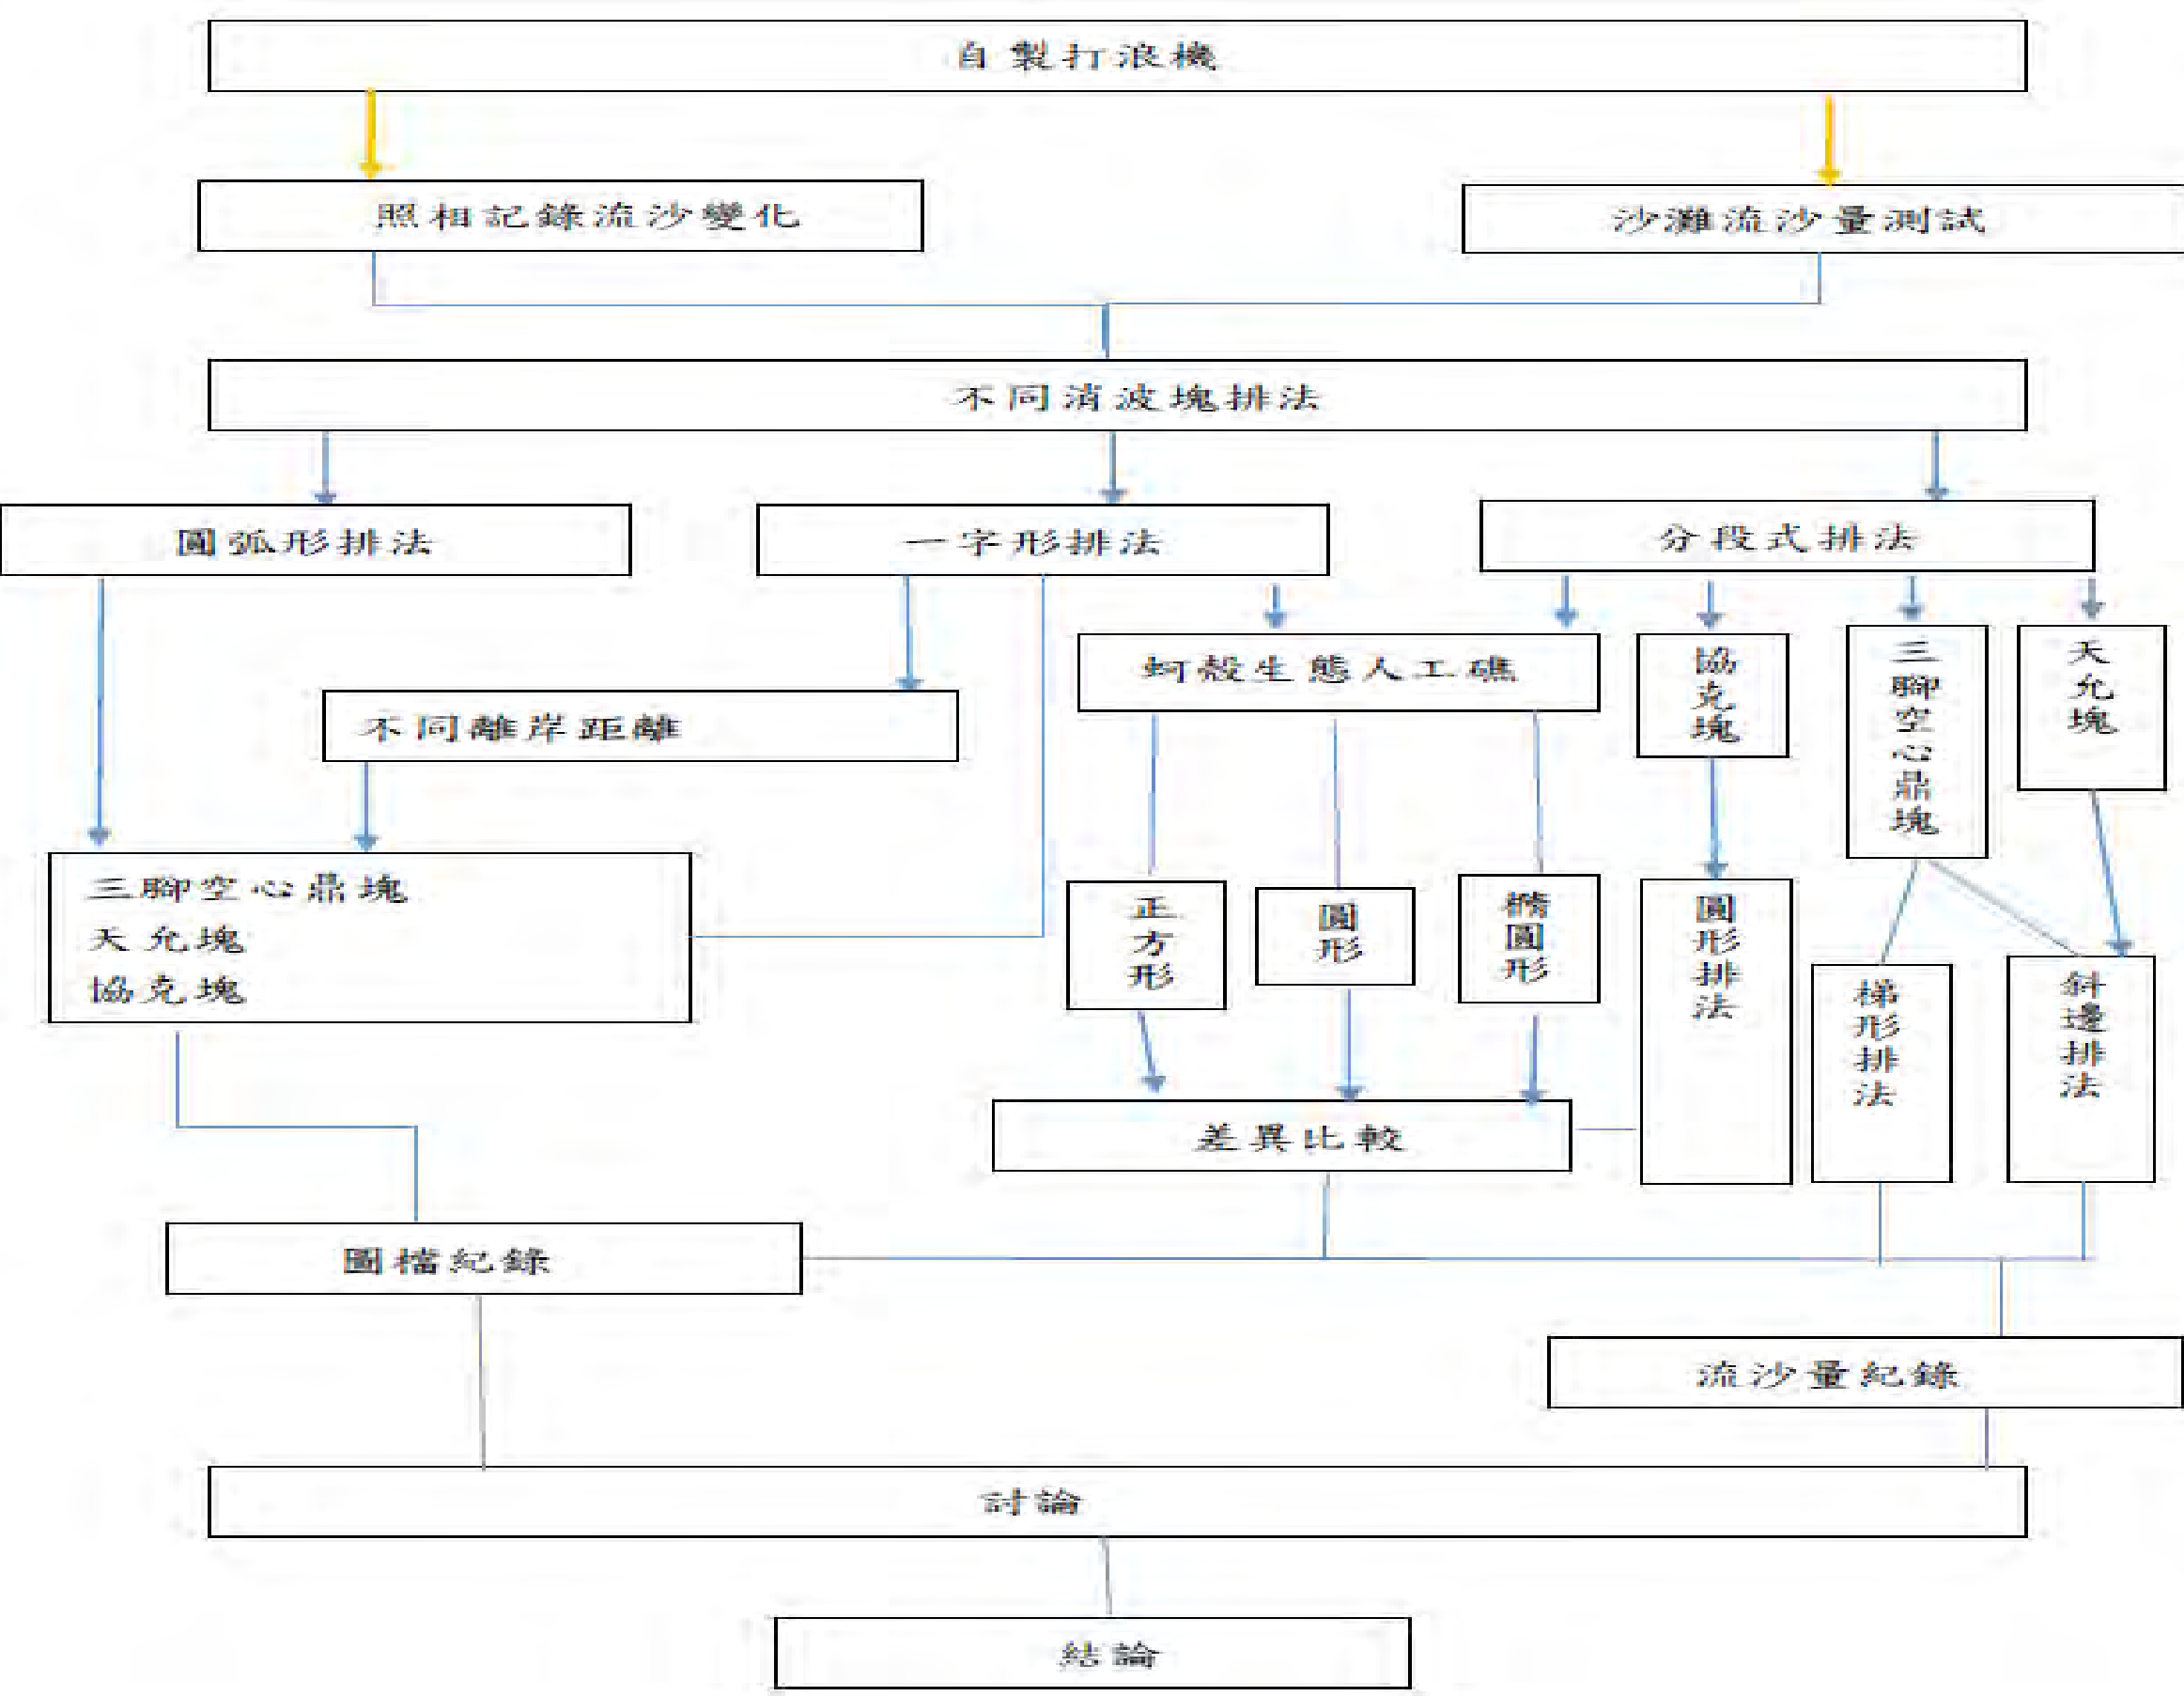 自製打浪機
照相記錄流沙變化
沙灘流沙量測試
不同消波塊排法
圓弧形排法
一字形排法
分段式排法
蚵殼生態人工礁
協克塊
三腳空心鼎塊
天允塊
不同離岸距離
三腳空心鼎塊
天允塊
協克塊
正方形
圓形
橢圓形
圓形排法
梯形排法
斜邊排法
差異比較
圖檔紀錄
流沙量紀錄
討論
結論